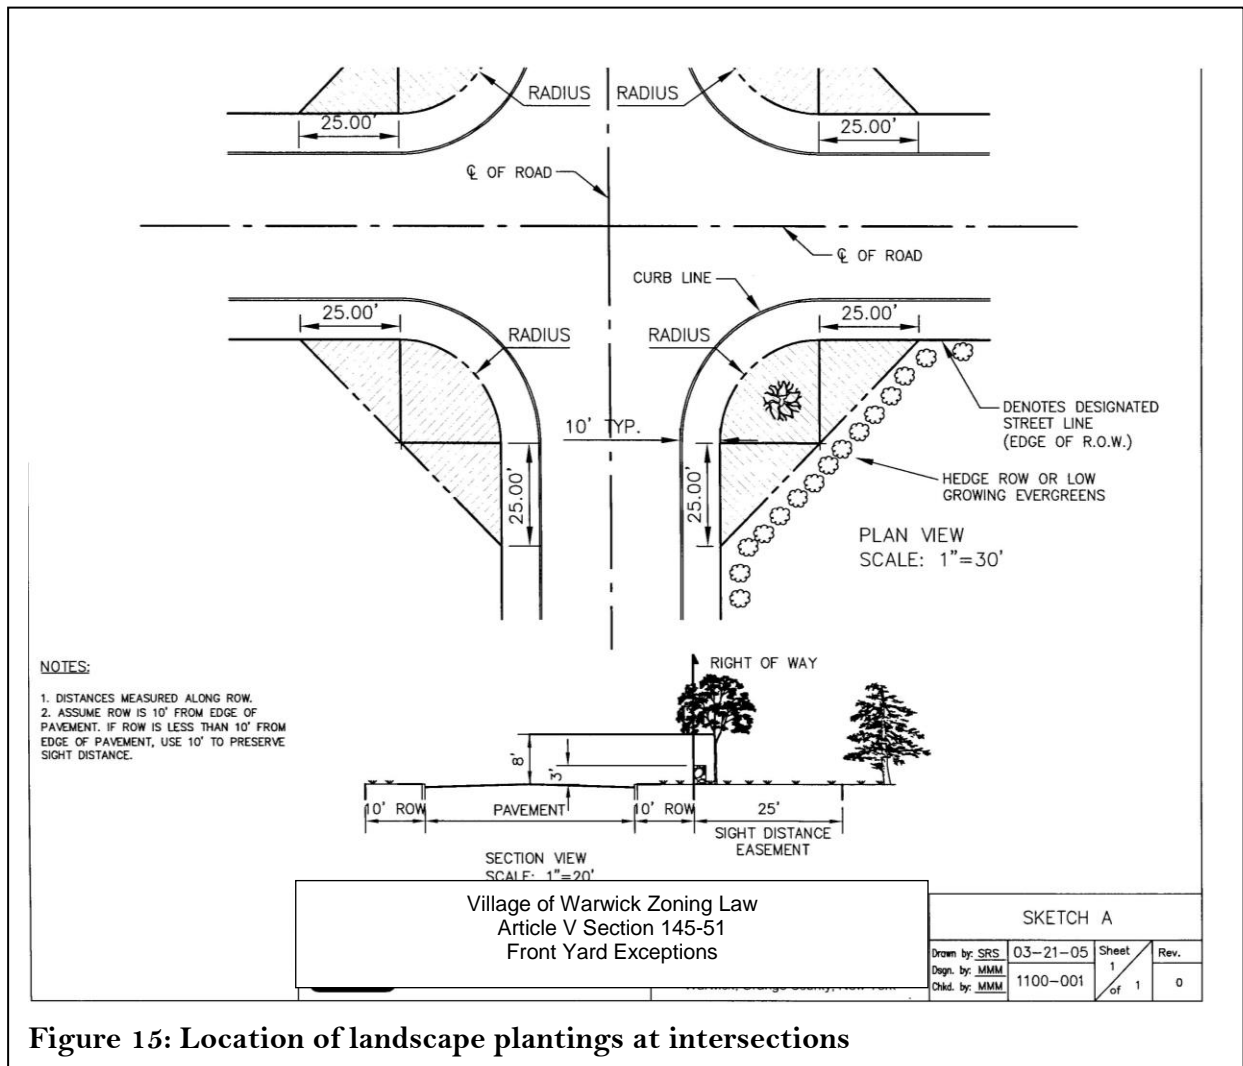 RADIUS RADIUS
25.00' 25.00'
℄ OF ROAD
℄ OF ROAD
CURB LINE
25.00' 25.00'
RADIUS RADIUS
10' TYP.
DENOTES DESIGNATED
STREET LINE
(EDGE OF R.O.W.)
HEDGE ROW OR LOW
GROWING EVERGREENS
25.00' 25.00'
PLAN VIEW
SCALE: 1"=30'
NOTES:
1. DISTANCES MEASURED ALONG ROW.
2. ASSUME ROW IS 10' FROM EDGE OF
PAVEMENT. IF ROW IS LESS THAN 10' FROM
EDGE OF PAVEMENT, USE 10' TO PRESERVE
SIGHT DISTANCE.
RIGHT OF WAY
8'
3'
10' ROW PAVEMENT 10' ROW 25'
SIGHT DISTANCE
EASEMENT
SECTION VIEW
SCALE: 1"=20'
Village of Warwick Zoning Law
Article V Section 145-51
Front Yard Exceptions
SKETCH A
Drawn by: SRS 03-21-05 Sheet Rev.
Dsgn. by: MMM 1
Chkd. by: MMM 1100-001 of 1 0
Figure 15: Location of landscape plantings at intersections